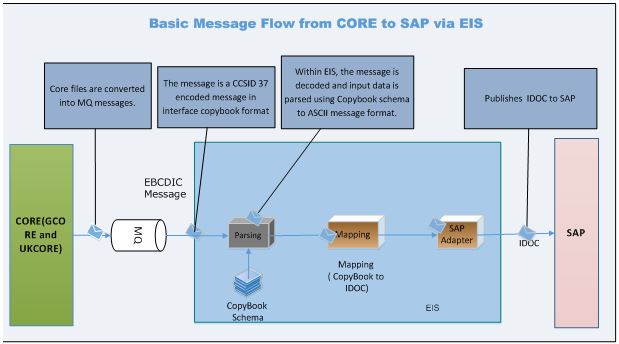 Basic Message Flow from CORE to SAP via EIS
Core files are converted
into MQ messages.
The message is a CCSID 37
encoded message in
interface copybook format
Within EIS, the message is
decoded and input data is
parsed using Copybook schema
to ASCII message format.
Publishes IDOC to SAP
CORE(GCO
RE and
UKCORE)
MQ
EBCDIC
Message
Parsing
CopyBook
Schema
Mapping
Mapping
( CopyBook to
IDOC)
SAP
Adapter
EIS
IDOC
SAP